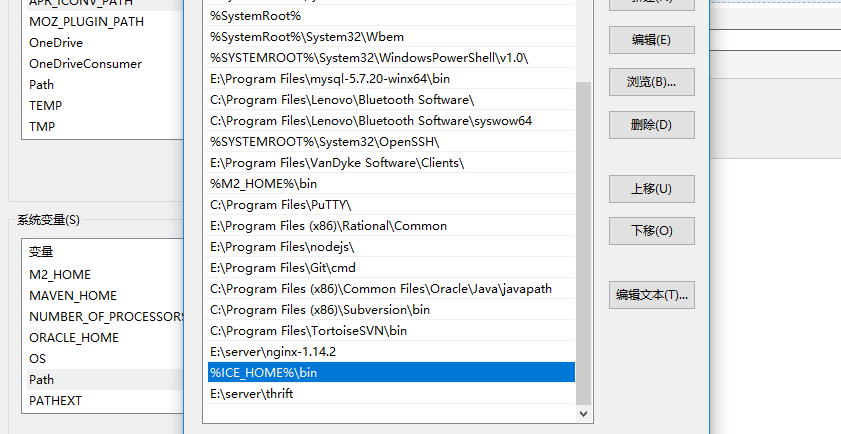 APR_ICONV_PATH
MOZ_PLUGIN_PATH
OneDrive
OneDriveConsumer
Path
TEMP
TMP
系统变量(S)
变量
M2_HOME
MAVEN_HOME
NUMBER_OF_PROCESSORS
ORACLE_HOME
OS
Path
PATHEXT
%SystemRoot%
%SystemRoot%\System32\Wbem
%SYSTEMROOT%\System32\WindowsPowerShell\v1.0\
E:\Program Files\mysql-5.7.20-winx64\bin
C:\Program Files\Lenovo\Bluetooth Software\
C:\Program Files\Lenovo\Bluetooth Software\syswow64
%SYSTEMROOT%\System32\OpenSSH\
E:\Program Files\VanDyke Software\Clients\
%M2_HOME%\bin
C:\Program Files\PuTTY\
E:\Program Files (x86)\Rational\Common
E:\Program Files\nodejs\
E:\Program Files\Git\cmd
C:\Program Files (x86)\Common Files\Oracle\Java\javapath
C:\Program Files (x86)\Subversion\bin
C:\Program Files\TortoiseSVN\bin
E:\server\nginx-1.14.2
%ICE_HOME%\bin
E:\server\thrift
编辑(E)
浏览(B)...
删除(D)
上移(U)
下移(O)
编辑文本(T)...